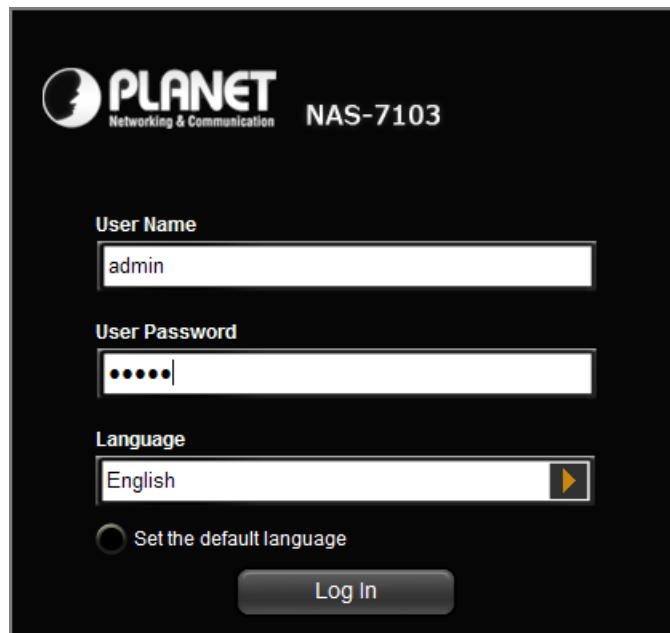 PLANET
Networking & Communication
NAS-7103
User Name
admin
User Password
•••••
Language
English
Set the default language
Log In